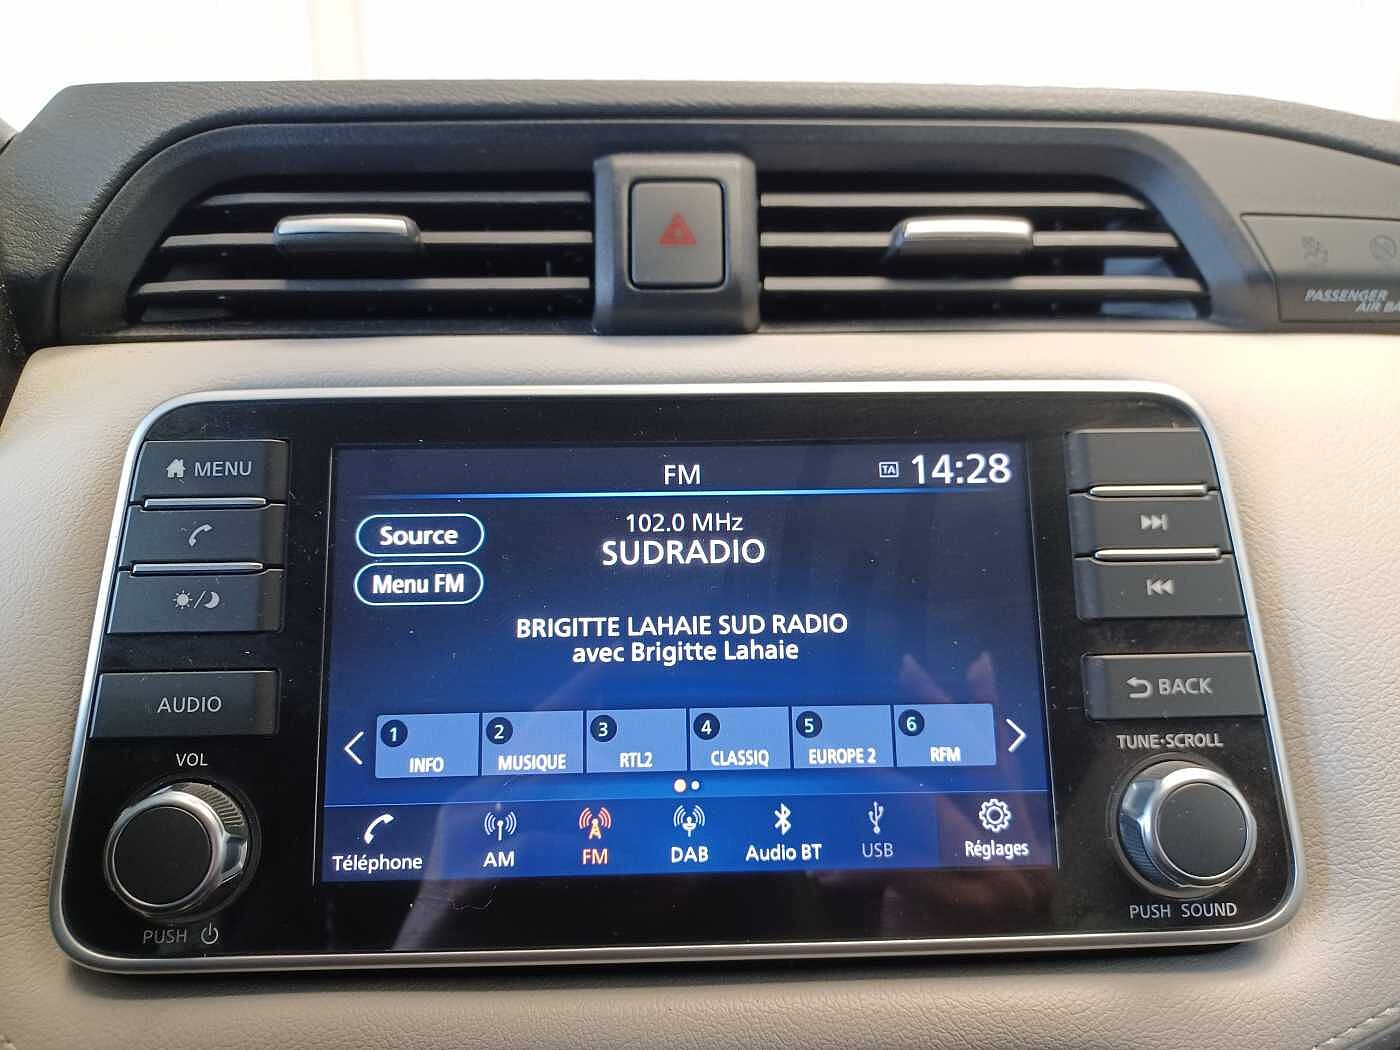 PASSENGER
AIR BA
MENU
FM
TA 14:28
Source
102.0 MHz
SUDRADIO
Menu FM
BRIGITTE LAHAIE SUD RADIO
avec Brigitte Lahaie
AUDIO
BACK
VOL
TUNE·SCROLL
1 INFO
2 MUSIQUE
3 RTL2
4 CLASSIQ
5 EUROPE 2
6 RFM
Téléphone
AM
FM
DAB
Audio BT
USB
Réglages
PUSH
PUSH SOUND